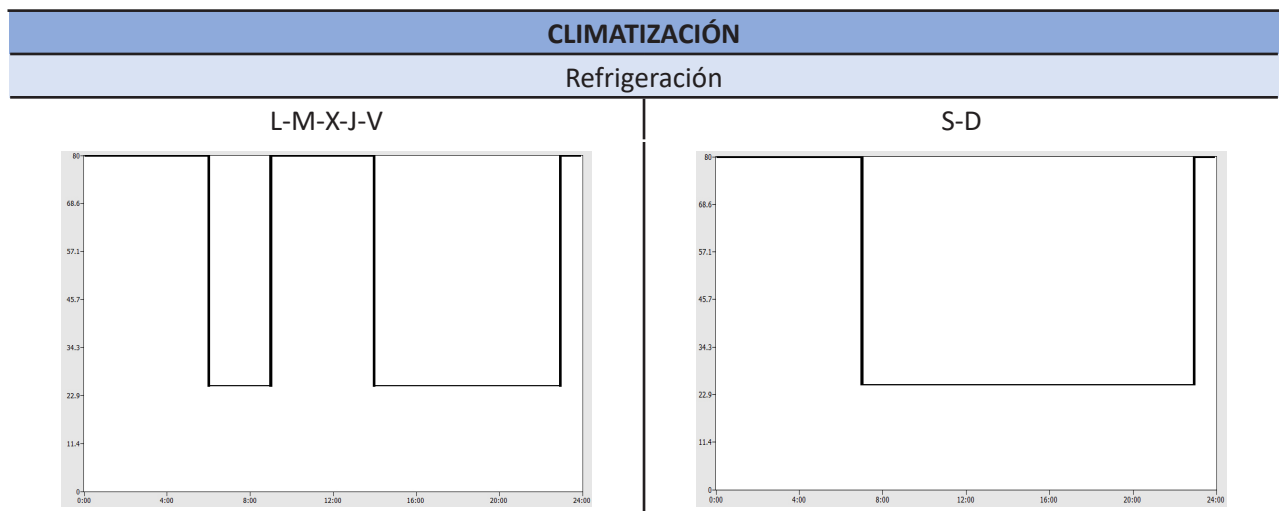 CLIMATIZACIÓN
Refrigeración
L-M-X-J-V
S-D
80
68.6
57.1
45.7
34.3
22.9
11.4
0
0:00 4:00 8:00 12:00 16:00 20:00 24:00
80
68.6
57.1
45.7
34.3
22.9
11.4
0
0:00 4:00 8:00 12:00 16:00 20:00 24:00